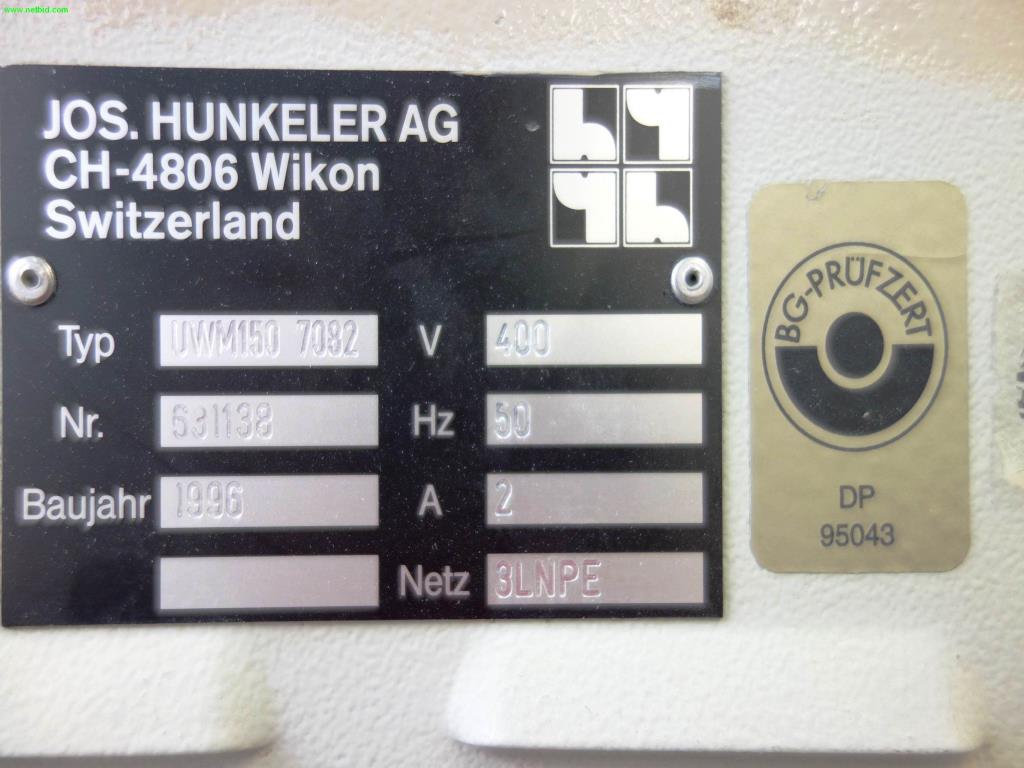 www.netbid.com
JOS. HUNKELER AG
CH-4806 Wikon
Switzerland
Typ UWM150 7082 V 400
Nr. 631138 Hz 50
Baujahr 1996 A 2
Netz 3LNPE
BG-PRÜFZERT
DP
95043